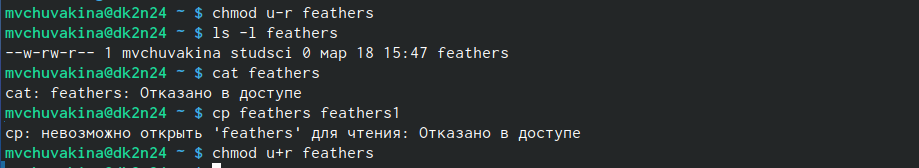 mvchuvakina@dk2n24 ~ $ chmod u-r feathers
mvchuvakina@dk2n24 ~ $ ls -l feathers
--w-rw-r-- 1 mvchuvakina studsci 0 мар 18 15:47 feathers
mvchuvakina@dk2n24 ~ $ cat feathers
cat: feathers: Отказано в доступе
mvchuvakina@dk2n24 ~ $ cp feathers feathers1
cp: невозможно открыть 'feathers' для чтения: Отказано в доступе
mvchuvakina@dk2n24 ~ $ chmod u+r feathers